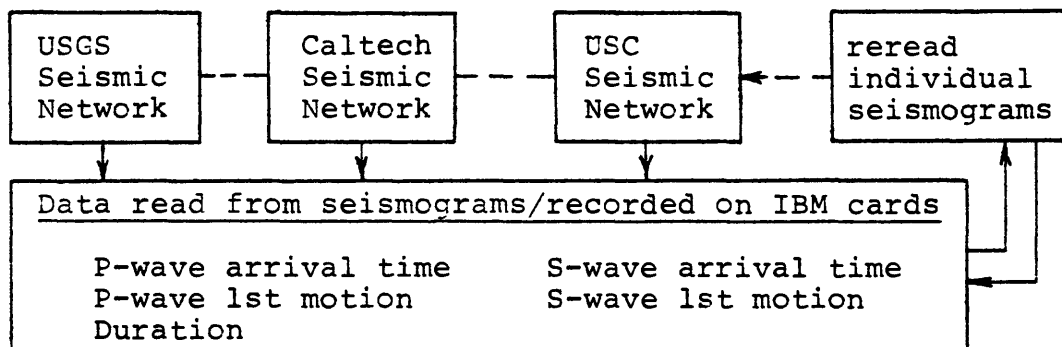 USGS
Seismic
Network
Caltech
Seismic
Network
USC
Seismic
Network
reread
individual
seismograms
Data read from seismograms/recorded on IBM cards
P-wave arrival time
S-wave arrival time
P-wave 1st motion
S-wave 1st motion
Duration